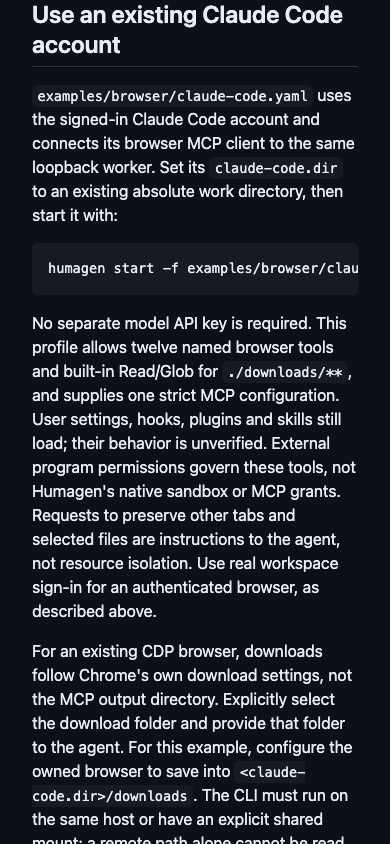 Use an existing Claude Code
account
examples/browser/claude-code.yaml uses
the signed-in Claude Code account and
connects its browser MCP client to the same
loopback worker. Set its claude-code.dir
to an existing absolute work directory, then
start it with:
humagen start -f examples/browser/clau
No separate model API key is required. This
profile allows twelve named browser tools
and built-in Read/Glob for ./downloads/**,
and supplies one strict MCP configuration.
User settings, hooks, plugins and skills still
load; their behavior is unverified. External
program permissions govern these tools, not
Humagen's native sandbox or MCP grants.
Requests to preserve other tabs and
selected files are instructions to the agent,
not resource isolation. Use real workspace
sign-in for an authenticated browser, as
described above.
For an existing CDP browser, downloads
follow Chrome's own download settings, not
the MCP output directory. Explicitly select
the download folder and provide that folder
to the agent. For this example, configure the
owned browser to save into <claude-
code.dir>/downloads. The CLI must run on
the same host or have an explicit shared
mount; a remote path alone cannot be read